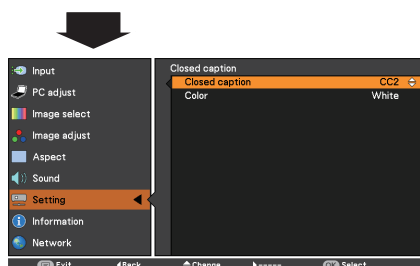 Closed caption
Input
Closed caption CC2
PC adjust
Color White
Image select
Image adjust
Aspect
Sound
Setting
Information
Network
Exit Back Change ----- OK Select